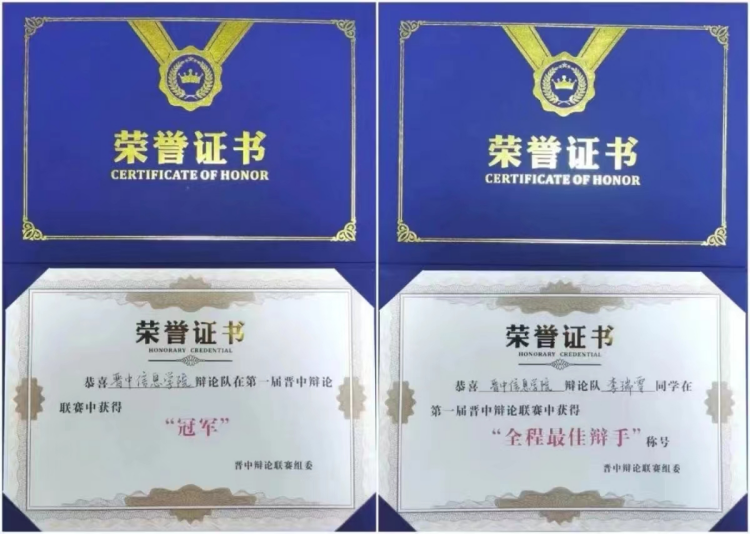 荣誉证书
CERTIFICATE OF HONOR
荣誉证书
HONORARY CREDENTIAL
恭喜 晋中信息学院 辩论队在第一届晋中辩论
联赛中获得
“冠军”
晋中辩论联赛组委
荣誉证书
CERTIFICATE OF HONOR
荣誉证书
HONORARY CREDENTIAL
恭喜 晋中信息学院 辩论队 李瑞 同学在
第一届晋中辩论联赛中获得
“全程最佳辩手”称号
晋中辩论联赛组委